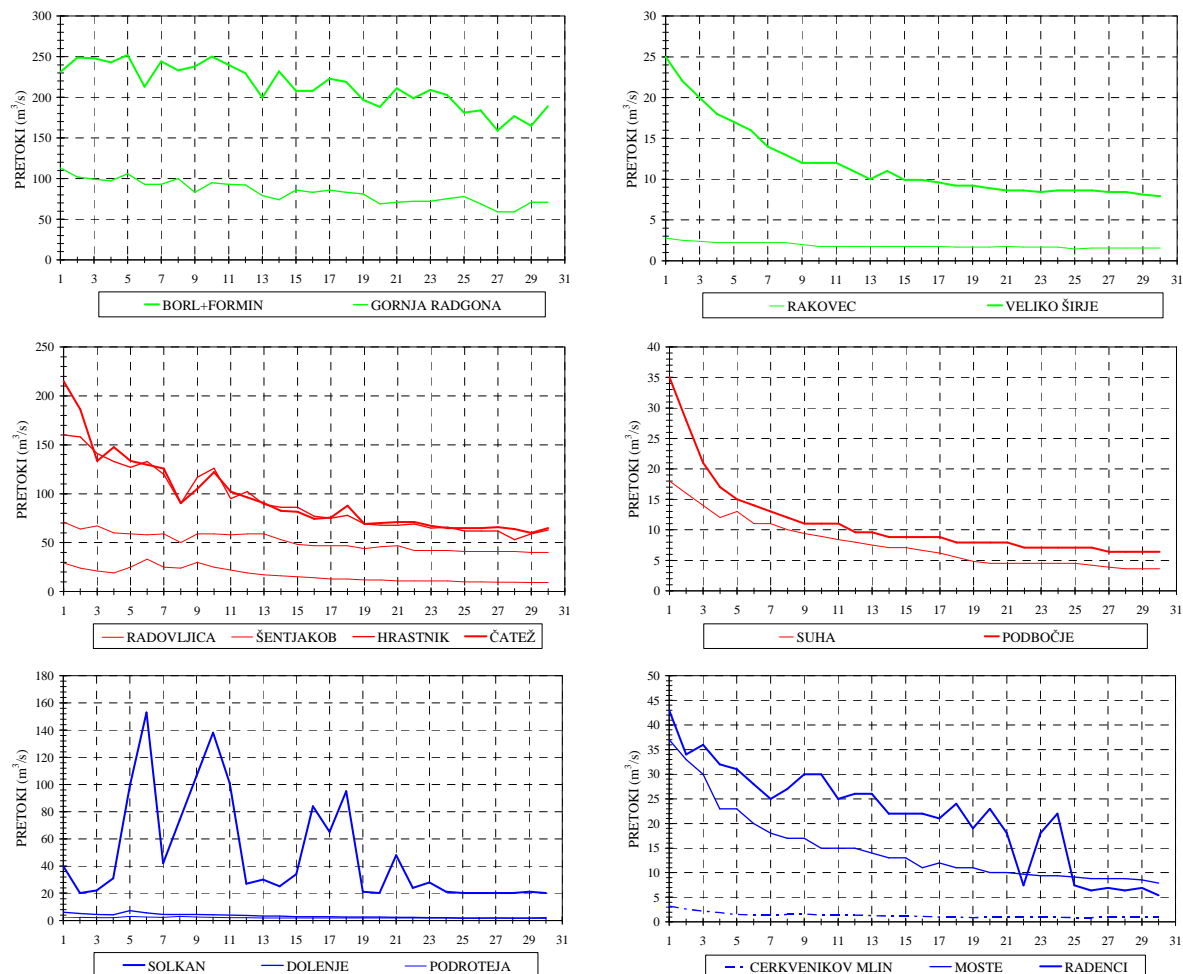 PRETOKI (m³/s)
300
250
200
150
100
50
0
1 3 5 7 9 11 13 15 17 19 21 23 25 27 29 31
BORL+FORMIN GORNJA RADGONA
PRETOKI (m³/s)
30
25
20
15
10
5
0
1 3 5 7 9 11 13 15 17 19 21 23 25 27 29 31
RAKOVEC VELIKO ŠIRJE
PRETOKI (m³/s)
250
200
150
100
50
0
1 3 5 7 9 11 13 15 17 19 21 23 25 27 29 31
RADOVLJICA ŠENTJAKOB HRASTNIK ČATEŽ
PRETOKI (m³/s)
40
35
30
25
20
15
10
5
0
1 3 5 7 9 11 13 15 17 19 21 23 25 27 29 31
SUHA PODBOČJE
PRETOKI (m³/s)
180
160
140
120
100
80
60
40
20
0
1 3 5 7 9 11 13 15 17 19 21 23 25 27 29 31
SOLKAN DOLENJE PODROTEJA
PRETOKI (m³/s)
50
45
40
35
30
25
20
15
10
5
0
1 3 5 7 9 11 13 15 17 19 21 23 25 27 29 31
CERKVENIKOV MLIN MOSTE RADENCI